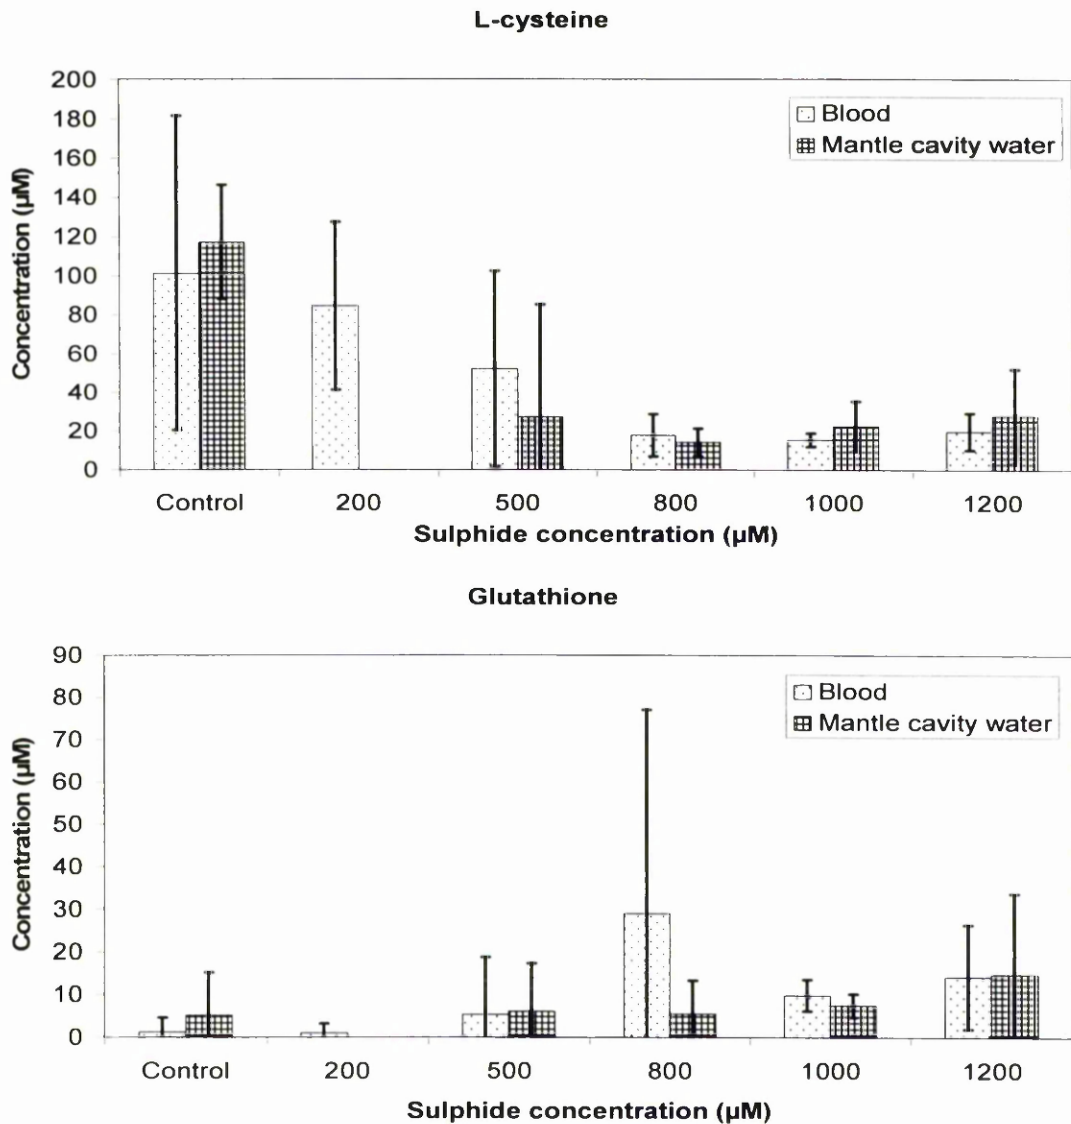 L-cysteine
200
180
160
140
120
100
80
60
40
20
0
Concentration (µM)
Blood
Mantle cavity water
Control 200 500 800 1000 1200
Sulphide concentration (µM)
Glutathione
90
80
70
60
50
40
30
20
10
0
Concentration (µM)
Blood
Mantle cavity water
Control 200 500 800 1000 1200
Sulphide concentration (µM)